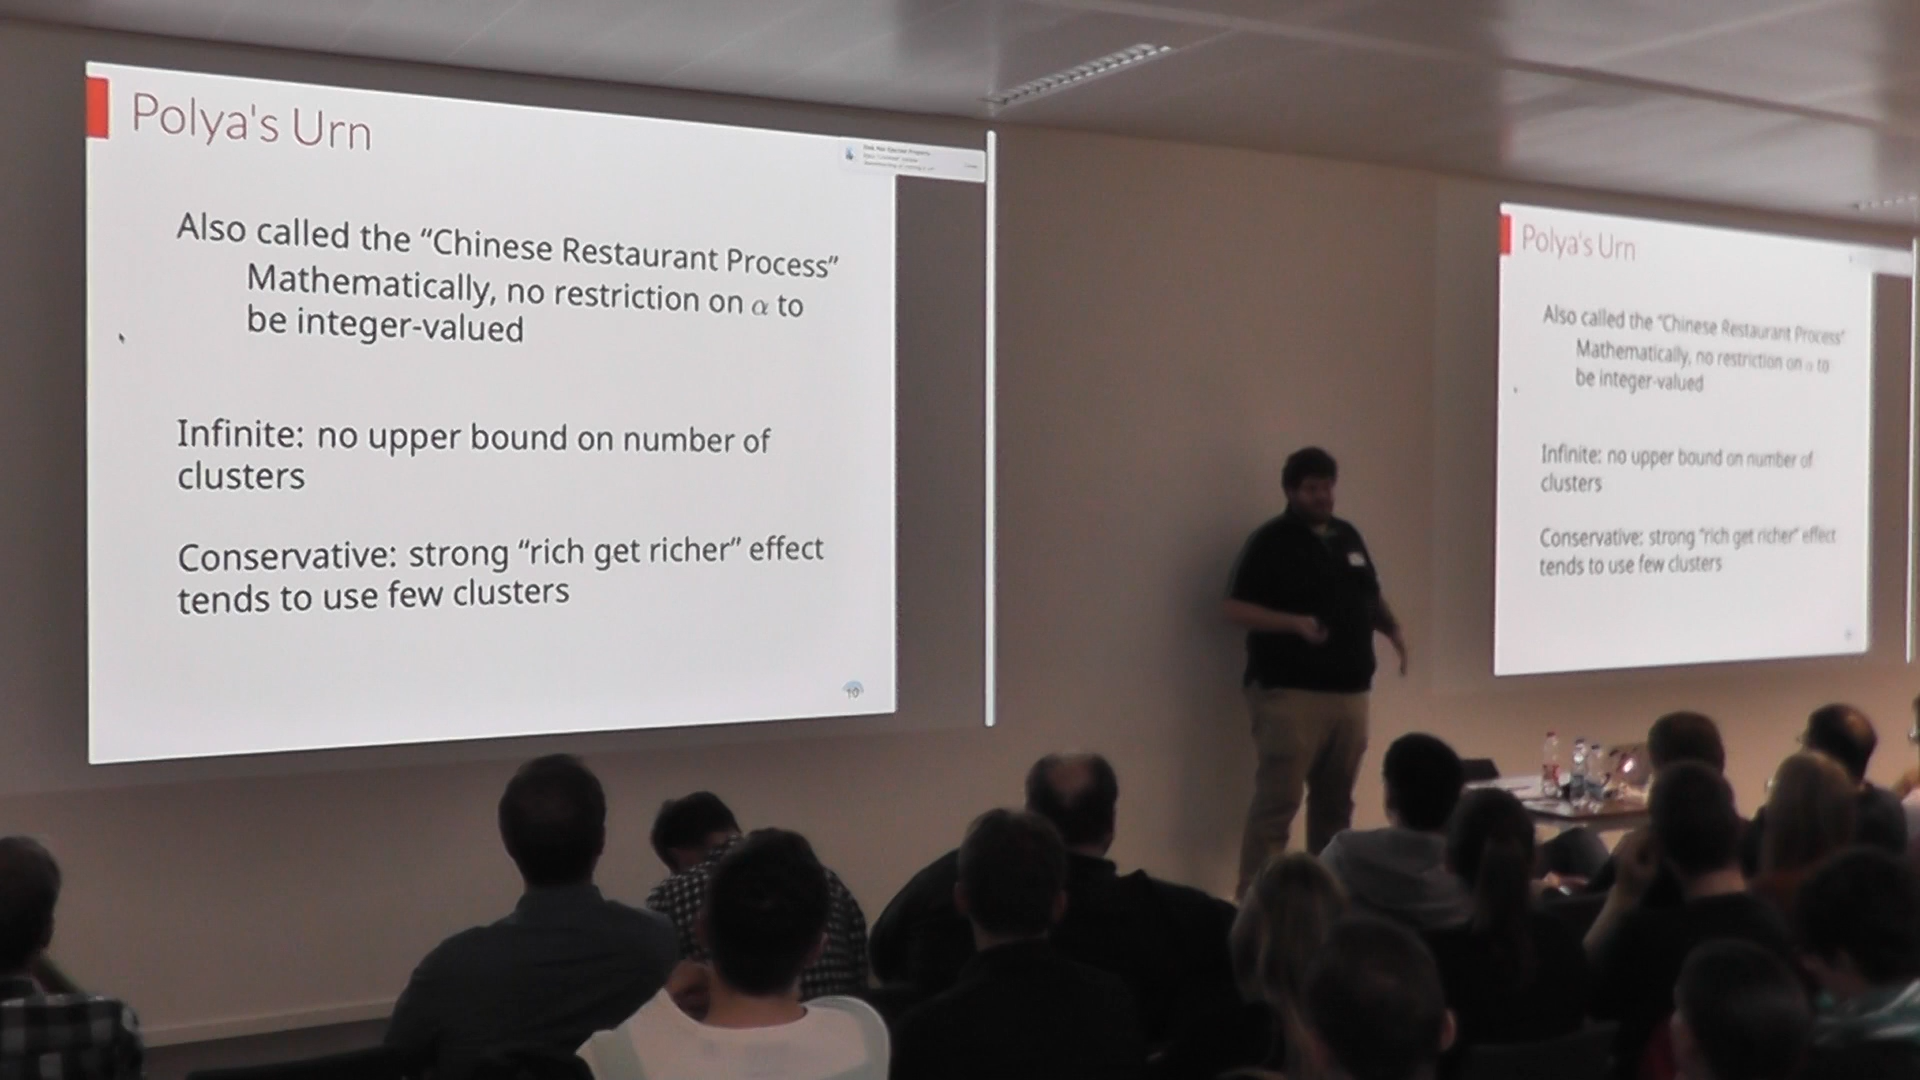 Polya's Urn
Also called the “Chinese Restaurant Process”
Mathematically, no restriction on α to
be integer-valued
Infinite: no upper bound on number of
clusters
Conservative: strong “rich get richer” effect
tends to use few clusters
10
Polya's Urn
Also called the “Chinese Restaurant Process”
Mathematically, no restriction on α to
be integer-valued
Infinite: no upper bound on number of
clusters
Conservative: strong “rich get richer” effect
tends to use few clusters